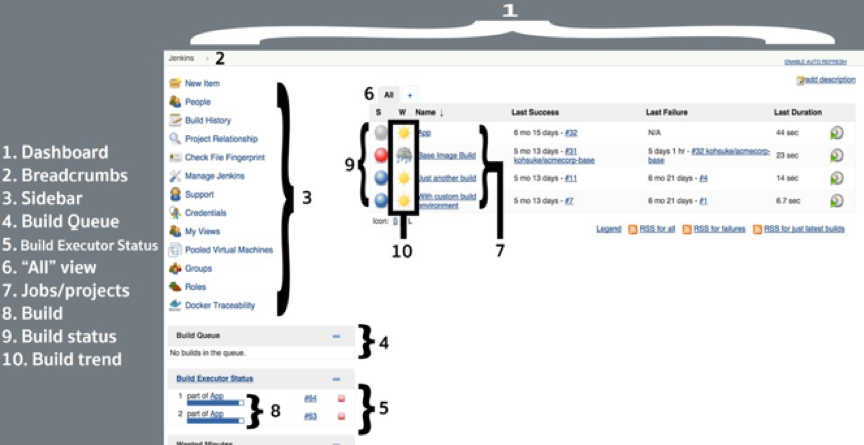 1
Jenkins › 2
ENABLE AUTO REFRESH
add description
New Item
People
Build History
Project Relationship
Check File Fingerprint
Manage Jenkins
Support
Credentials
My Views
Pooled Virtual Machines
Groups
Roles
Docker Traceability
3
6 All +
S W Name ↓ Last Success Last Failure Last Duration
App 6 mo 15 days - #32 N/A 44 sec
Base Image Build 5 mo 13 days - #31 kohsuke/acmecorp-base 5 days 1 hr - #32 kohsuke/acmecorp-base 23 sec
Just another build 5 mo 13 days - #11 6 mo 21 days - #4 14 sec
With custom build environment 5 mo 13 days - #7 6 mo 21 days - #1 6.7 sec
9
7
10
Icon: S L
Legend RSS for all RSS for failures RSS for just latest builds
1. Dashboard
2. Breadcrumbs
3. Sidebar
4. Build Queue
5. Build Executor Status
6. “All” view
7. Jobs/projects
8. Build
9. Build status
10. Build trend
Build Queue
No builds in the queue.
4
Build Executor Status
1 part of App #64
2 part of App #63
8
5
Wasted Minutes